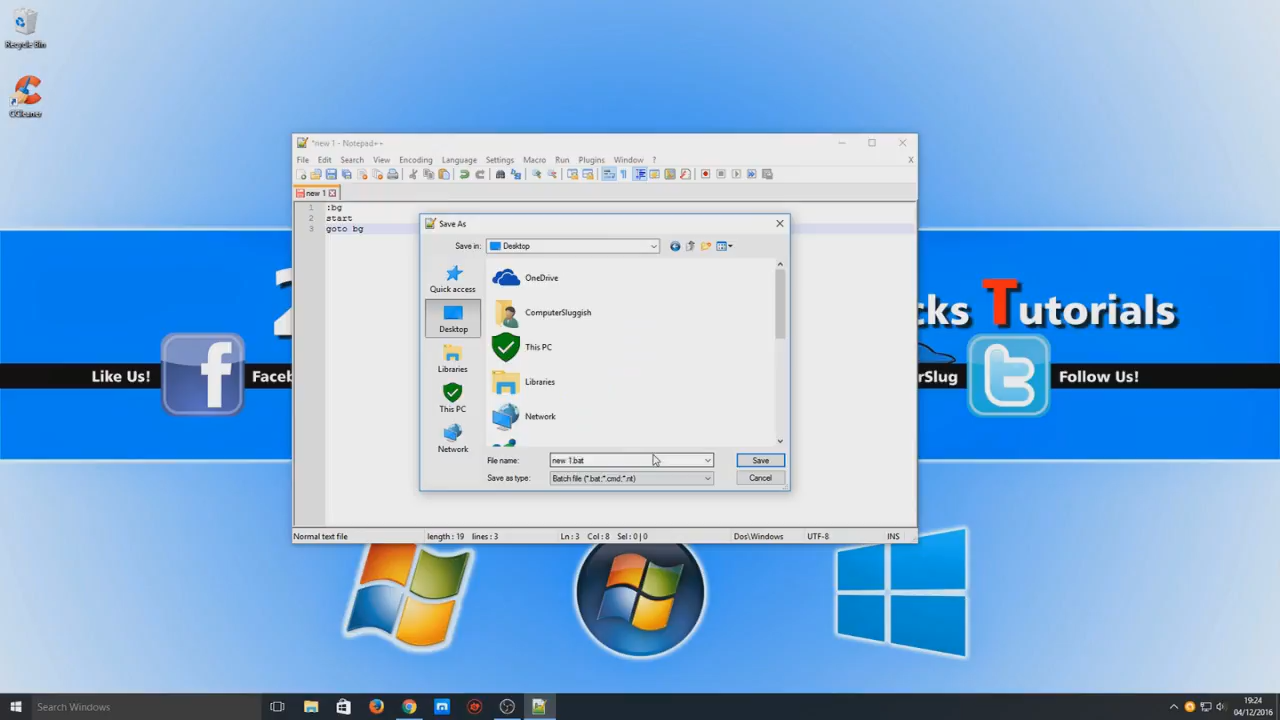 Recycle Bin
CCleaner
*new 1 - Notepad++
File Edit Search View Encoding Language Settings Macro Run Plugins Window ? X
new 1
1 :bg
2 start
3 goto bg
Save As
Save in: Desktop
Quick access
Desktop
Libraries
This PC
Network
OneDrive
ComputerSluggish
This PC
Libraries
Network
File name: new 1.bat Save
Save as type: Batch file (*.bat;*.cmd;*.nt) Cancel
Normal text file length : 19 lines : 3 Ln : 3 Col : 8 Sel : 0 | 0 Dos\Windows UTF-8 INS
2
cks Tutorials
Like Us! f Faceb
rSlug t Follow Us!
Search Windows
19:24
04/12/2016